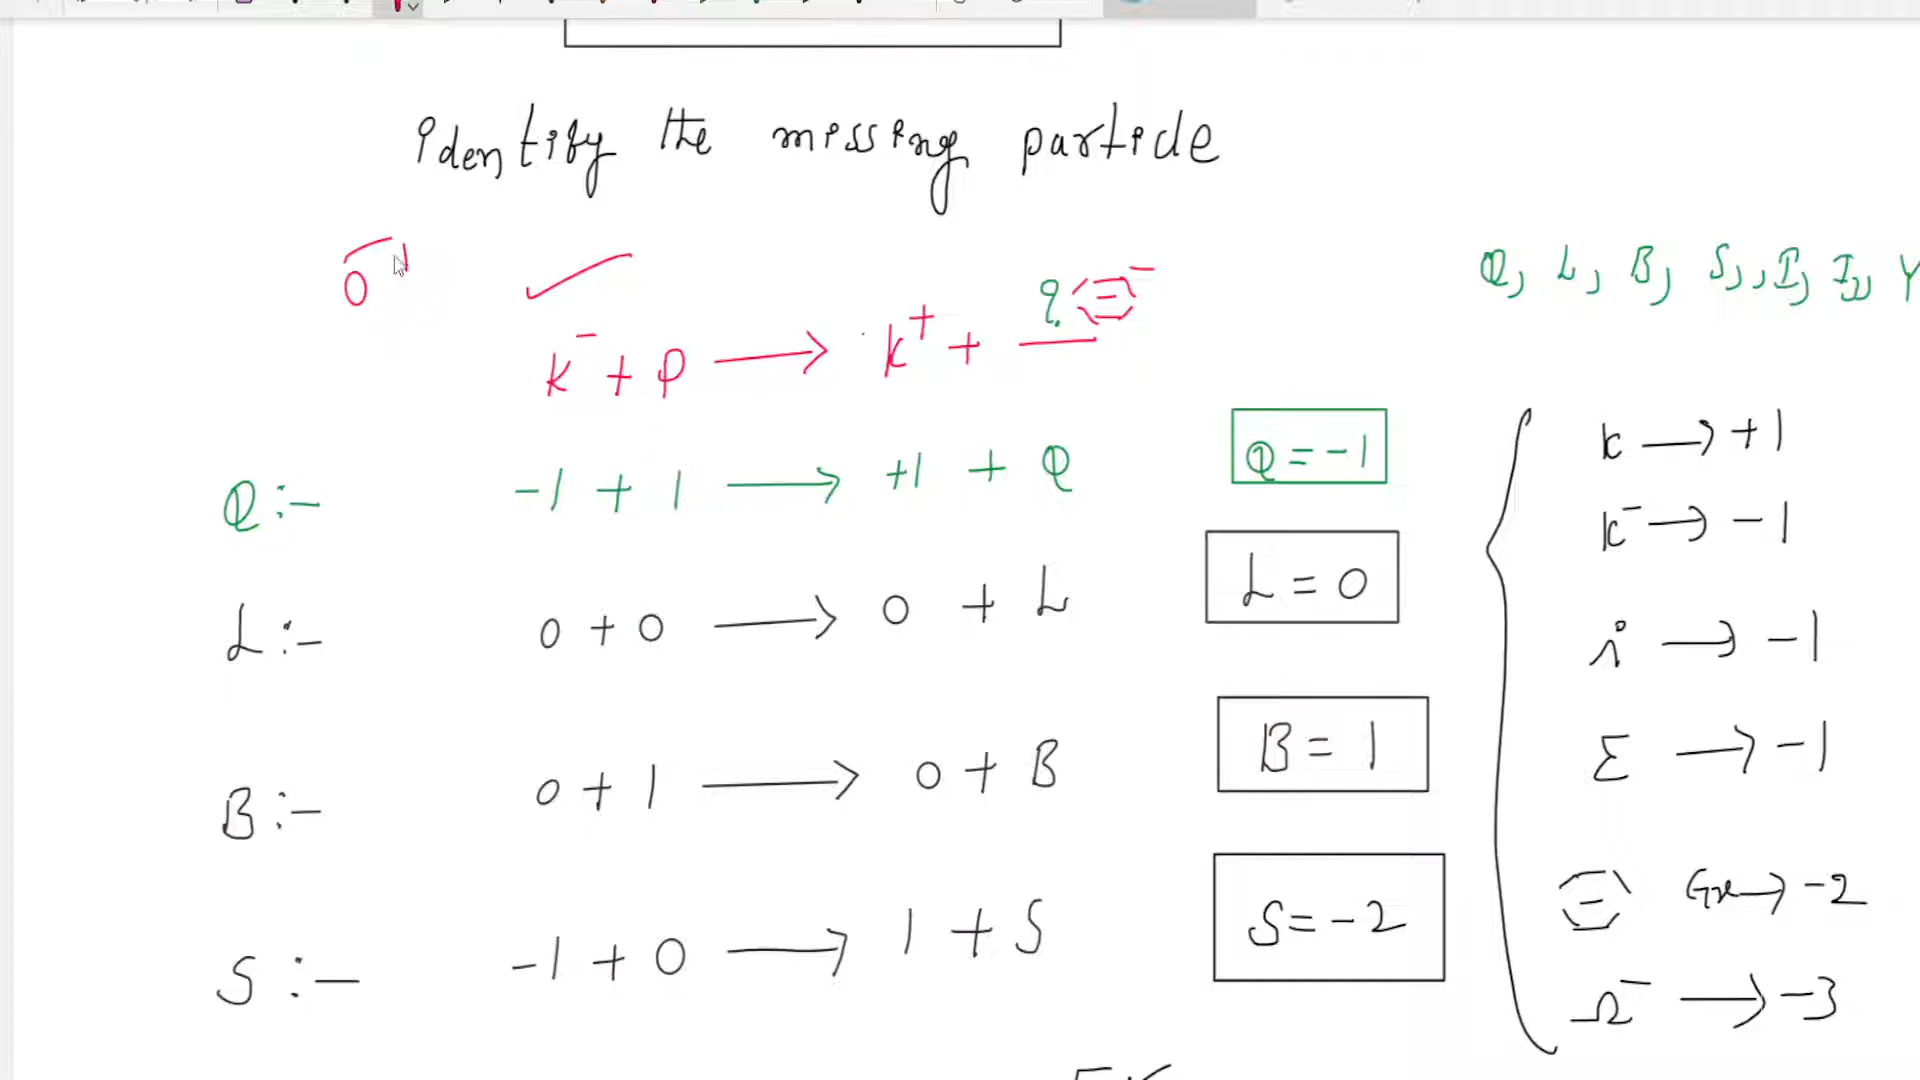 identify the missing particle
Q, L, B, S, I, I₃, Y
0
K⁻ + p ⟶ K⁺ + ? Ξ⁻
Q :- -1 + 1 ⟶ +1 + Q
Q = -1
L :- 0 + 0 ⟶ 0 + L
L = 0
B :- 0 + 1 ⟶ 0 + B
B = 1
S :- -1 + 0 ⟶ 1 + S
S = -2
K ⟶ +1
K⁻ ⟶ -1
λ ⟶ -1
Σ ⟶ -1
Ξ ⟶ -2
Ω⁻ ⟶ -3